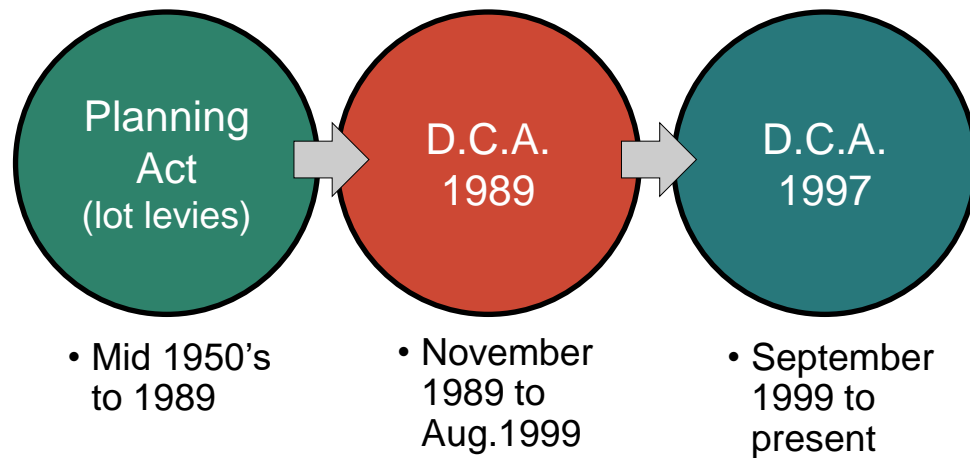 Planning
Act
(lot levies)
D.C.A.
1989
D.C.A.
1997
• Mid 1950's
to 1989
• November
1989 to
Aug.1999
• September
1999 to
present